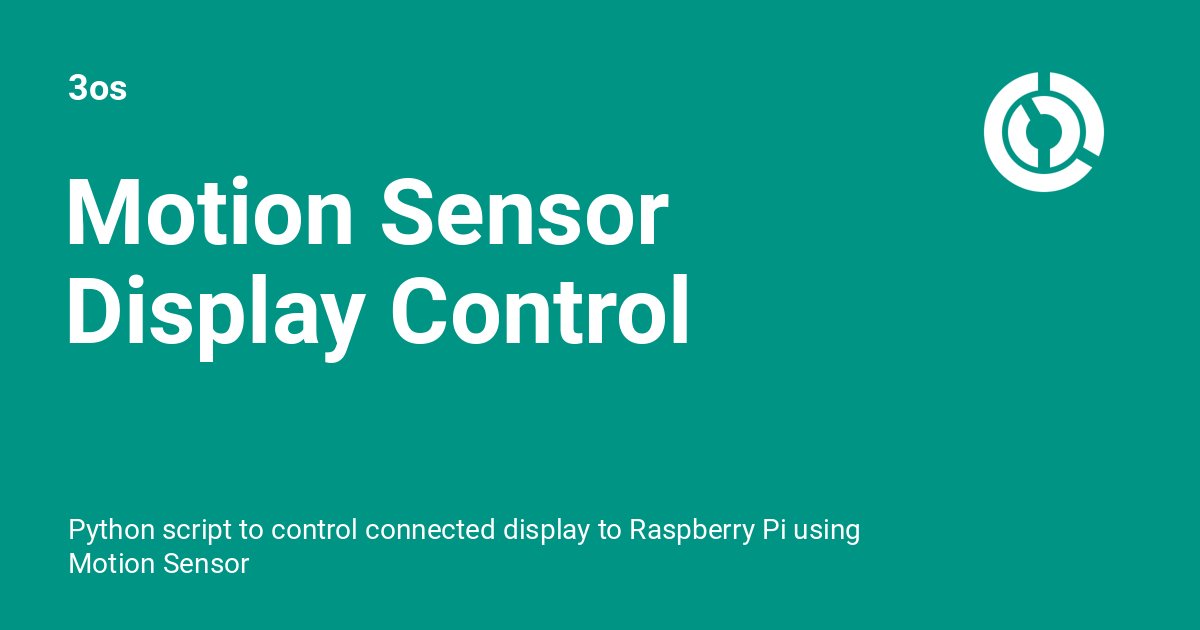 3os
Motion Sensor
Display Control
Python script to control connected display to Raspberry Pi using
Motion Sensor